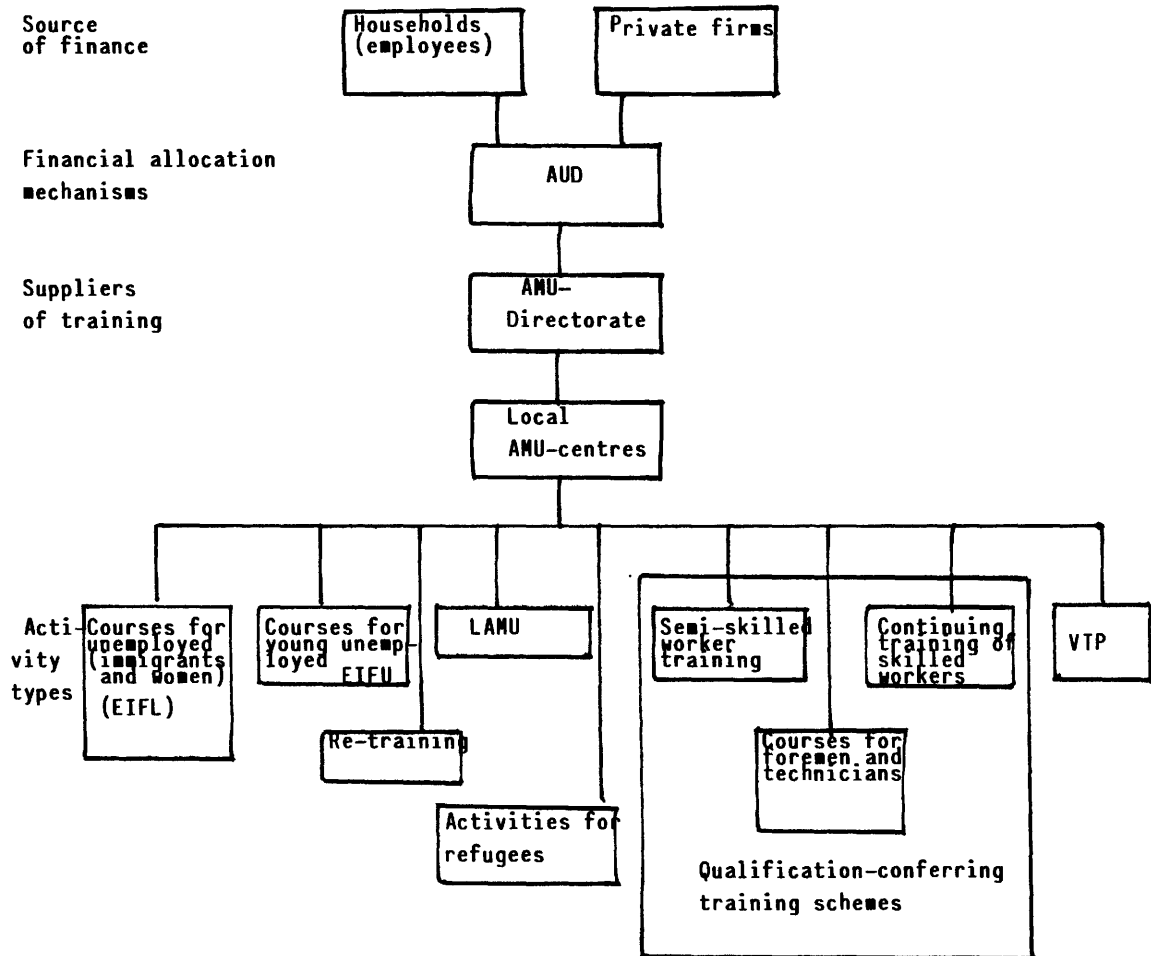 Source
of finance
Households
(employees)
Private firms
Financial allocation
mechanisms
AUD
Suppliers
of training
AMU-
Directorate
Local
AMU-centres
Acti-
vity
types
Courses for
unemployed
(immigrants
and women)
(EIFL)
Courses for
young unemp-
loyed
EIFU
Re-training
LAMU
Activities for
refugees
Semi-skilled
worker
training
Courses for
foremen and
technicians
Continuing
training of
skilled
workers
Qualification-conferring
training schemes
VTP